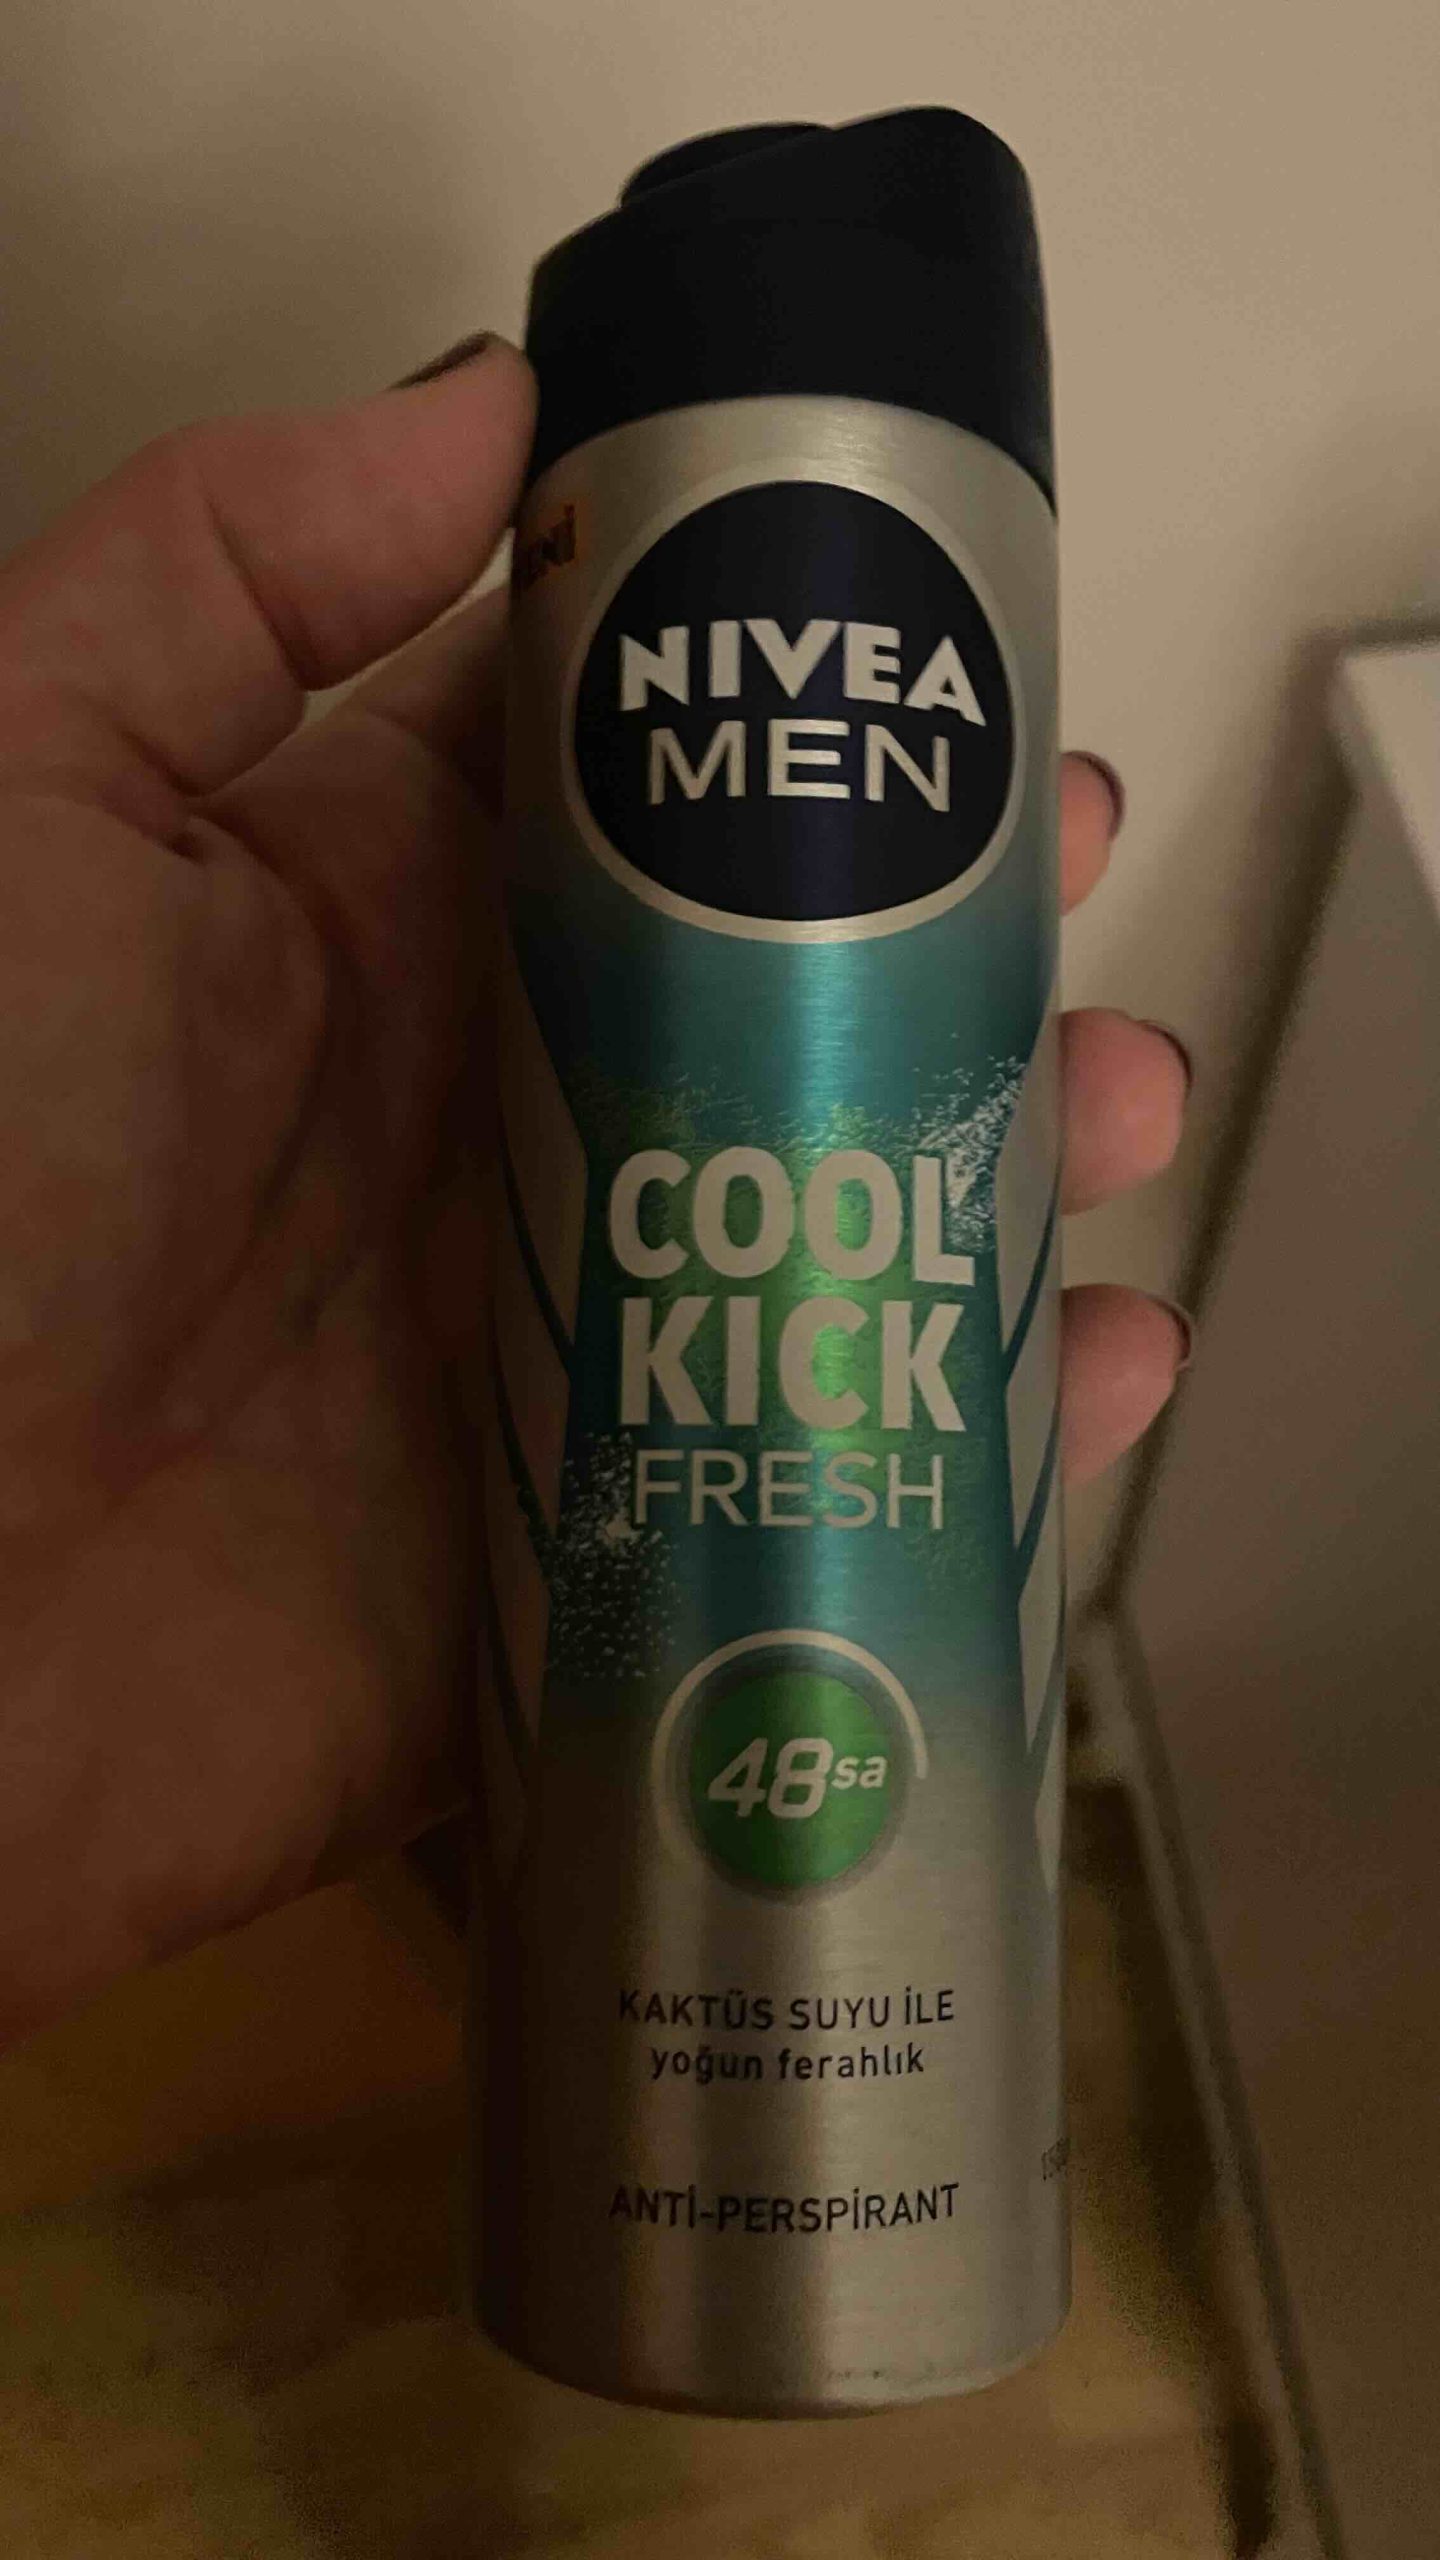 NIVEA
MEN
COOL
KICK
FRESH
48sa
KAKTÜS SUYU İLE
yoğun ferahlık
ANTİ-PERSPİRANT